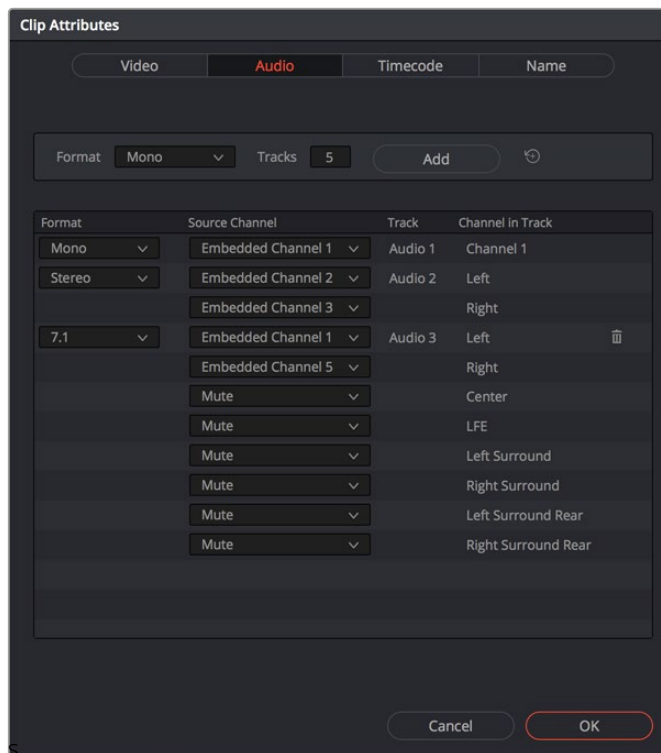 Clip Attributes
Video Audio Timecode Name
Format Mono Tracks 5 Add
Format Source Channel Track Channel in Track
Mono Embedded Channel 1 Audio 1 Channel 1
Stereo Embedded Channel 2 Audio 2 Left
Embedded Channel 3 Right
7.1 Embedded Channel 1 Audio 3 Left
Embedded Channel 5 Right
Mute Center
Mute LFE
Mute Left Surround
Mute Right Surround
Mute Left Surround Rear
Mute Right Surround Rear
Cancel OK
S